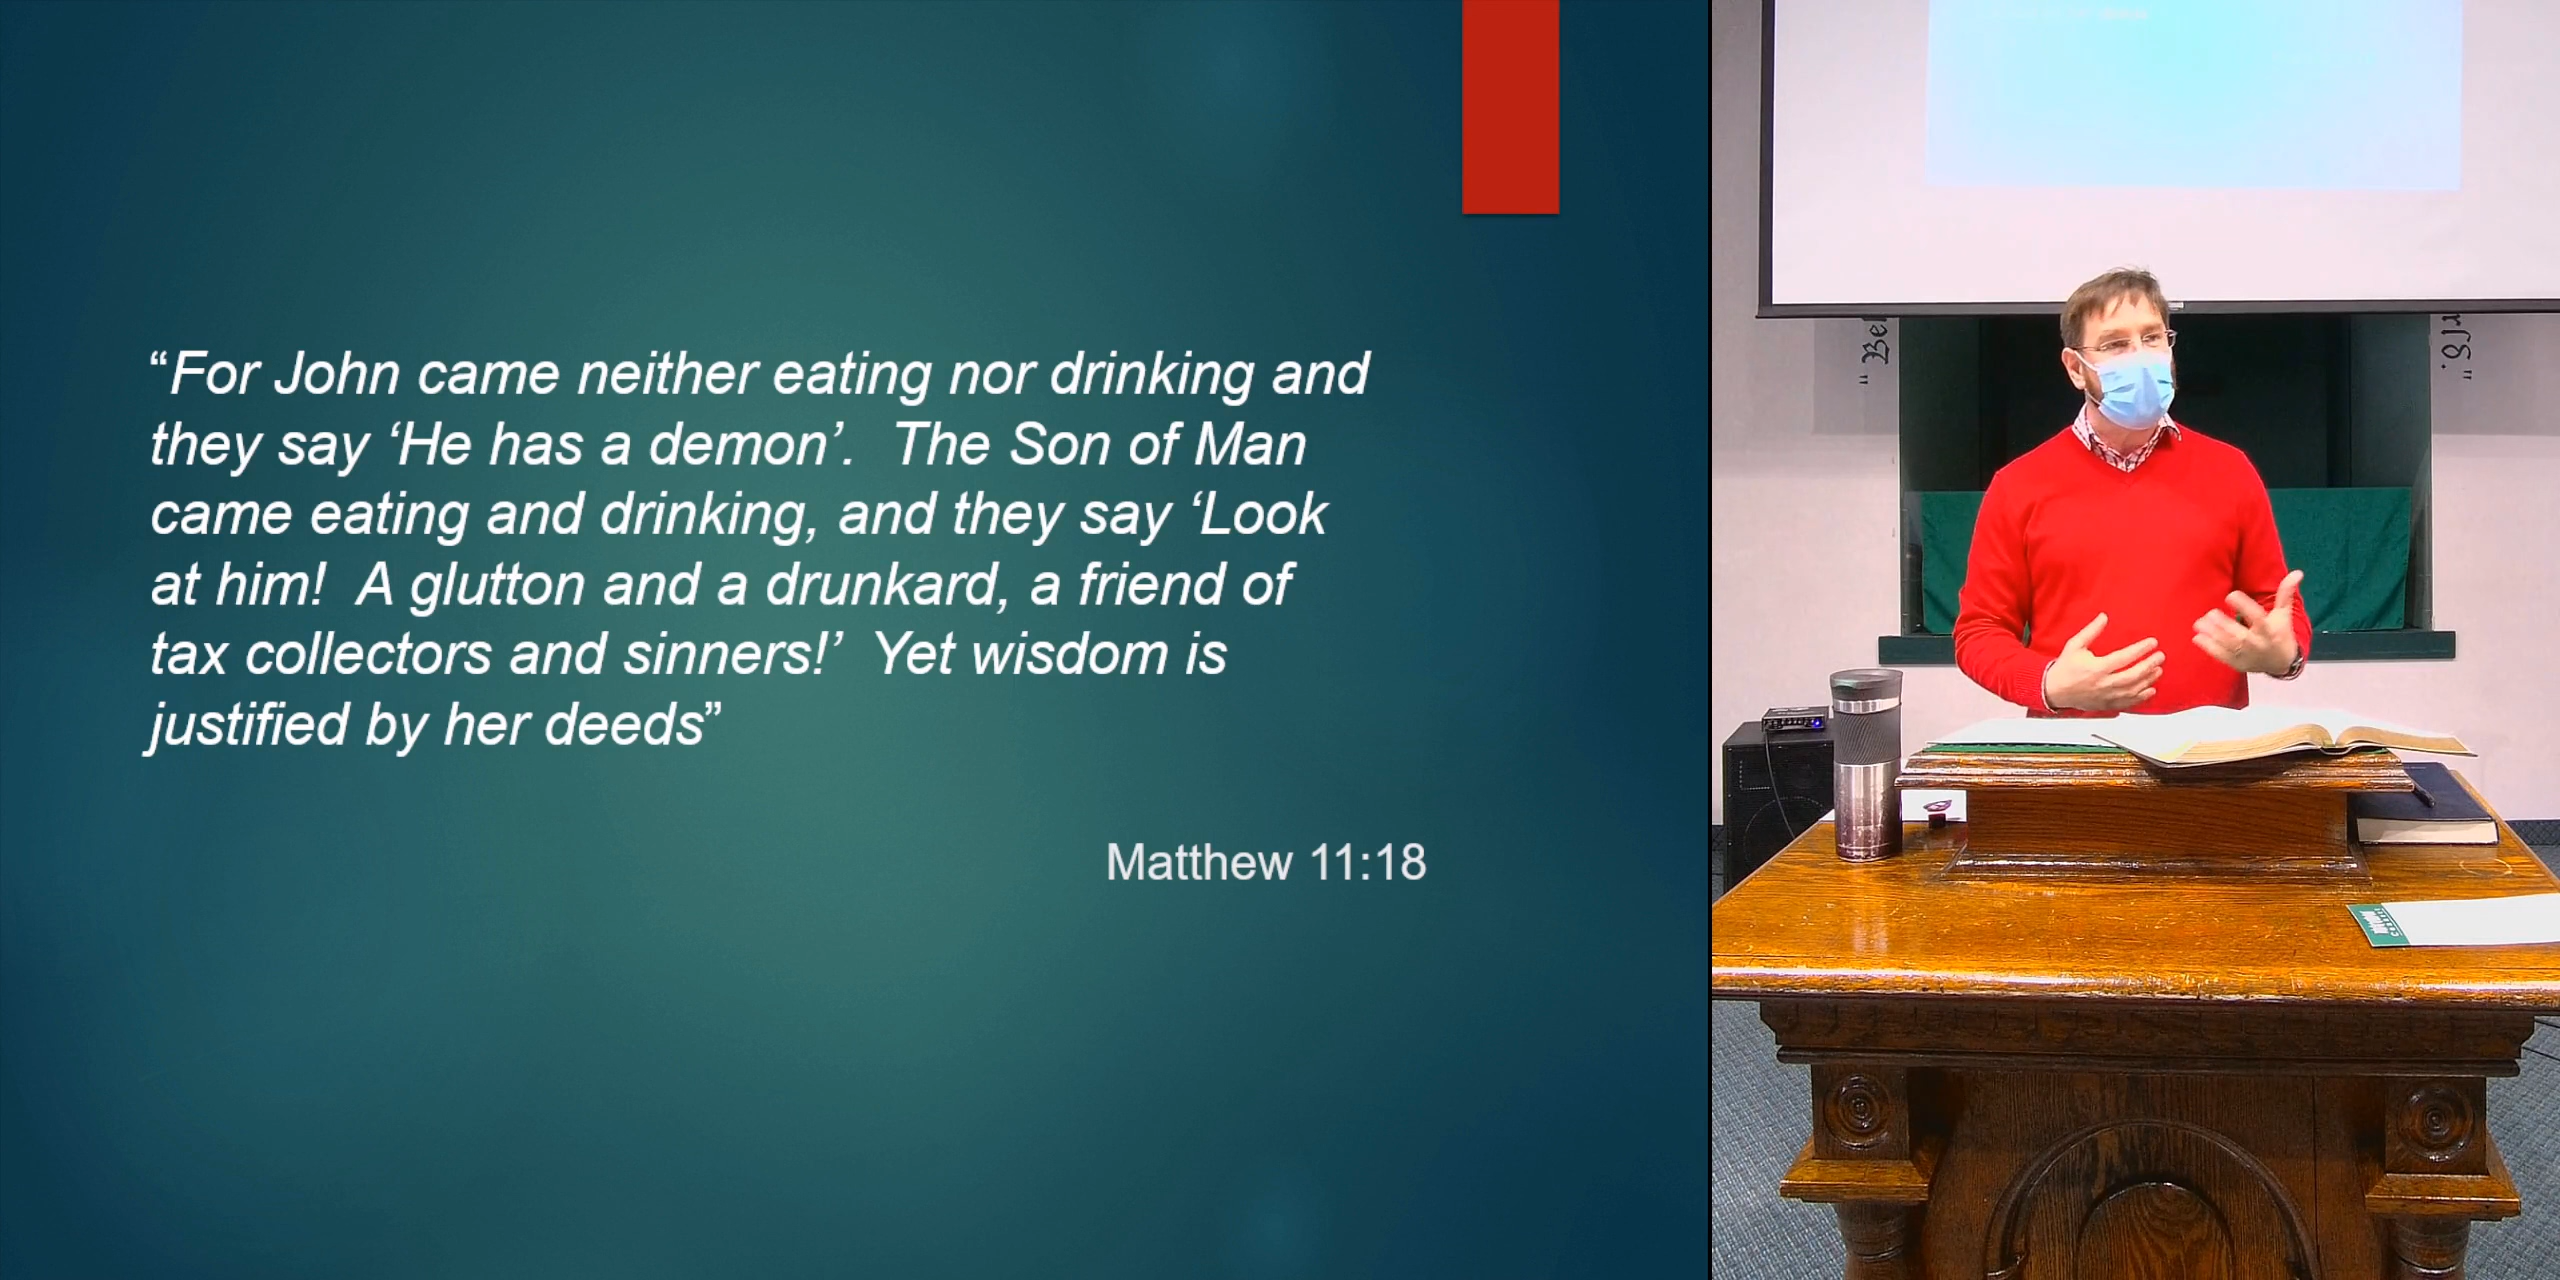 “For John came neither eating nor drinking and
they say ‘He has a demon’.  The Son of Man
came eating and drinking, and they say ‘Look
at him!  A glutton and a drunkard, a friend of
tax collectors and sinners!’  Yet wisdom is
justified by her deeds”
Matthew 11:18